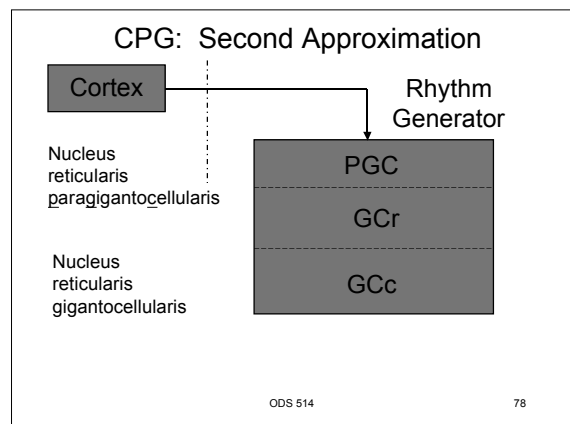 CPG:  Second Approximation
Cortex
Rhythm
Generator
Nucleus
reticularis
paragigantocellularis
PGC
GCr
Nucleus
reticularis
gigantocellularis
GCc
ODS 514
78